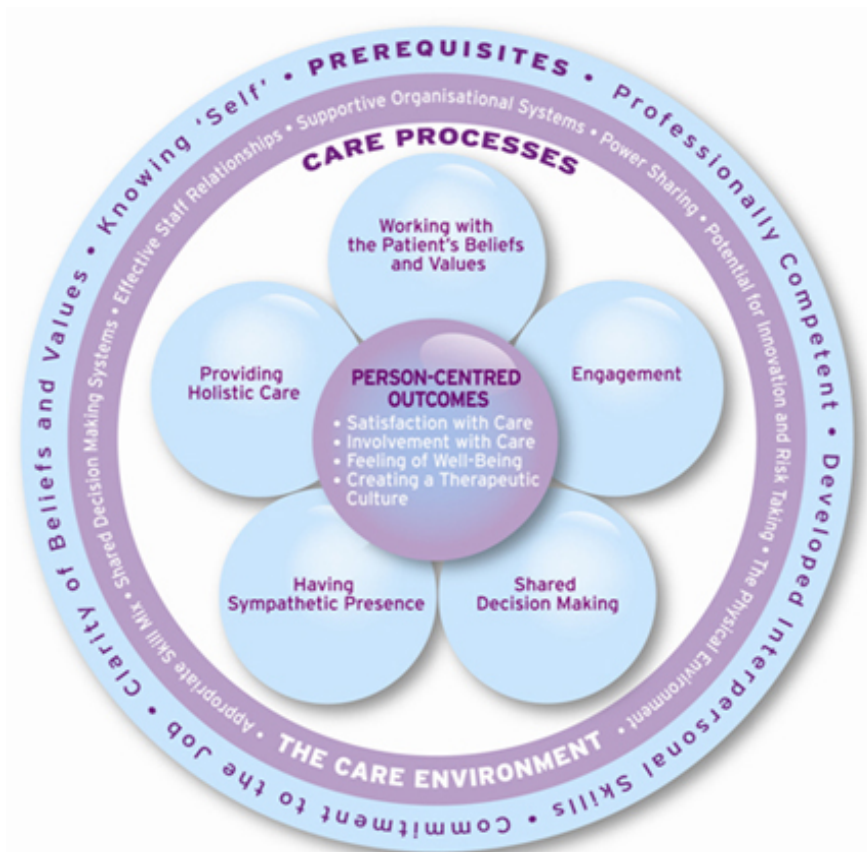 PREREQUISITES • Professionally Competent • Developed Interpersonal Skills • Commitment to the Job • Clarity of Beliefs and Values • Knowing ‘Self’ •
THE CARE ENVIRONMENT • Appropriate Skill Mix • Shared Decision Making Systems • Effective Staff Relationships • Supportive Organisational Systems • Power Sharing • Potential for Innovation and Risk Taking • The Physical Environment •
CARE PROCESSES
Working with
the Patient’s Beliefs
and Values
Providing
Holistic Care
Engagement
PERSON-CENTRED
OUTCOMES
• Satisfaction with Care
• Involvement with Care
• Feeling of Well-Being
• Creating a Therapeutic
Culture
Having
Sympathetic Presence
Shared
Decision Making